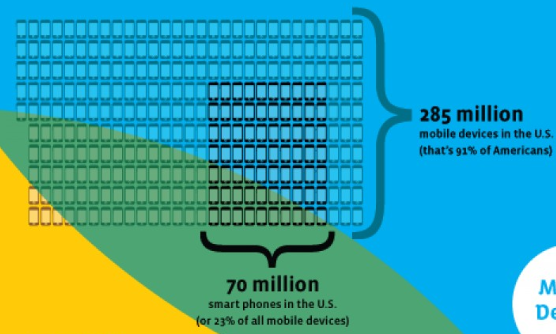 285 million
mobile devices in the U.S.
(that's 91% of Americans)
70 million
smart phones in the U.S.
(or 23% of all mobile devices)